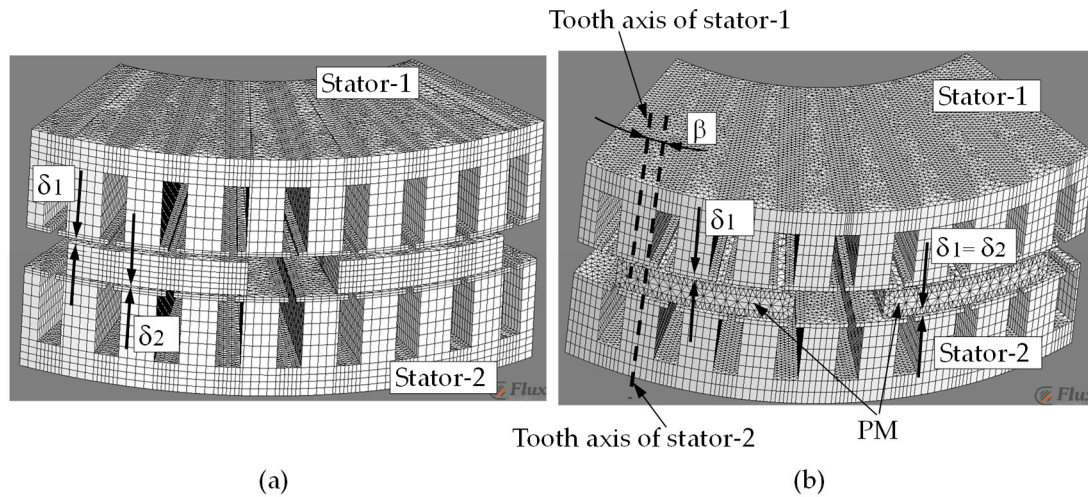 Tooth axis of stator-1
Stator-1
δ1
δ2
Stator-2
Flux
(a)
Stator-1
β
δ1
δ1= δ2
Stator-2
Flux
Tooth axis of stator-2
PM
(b)